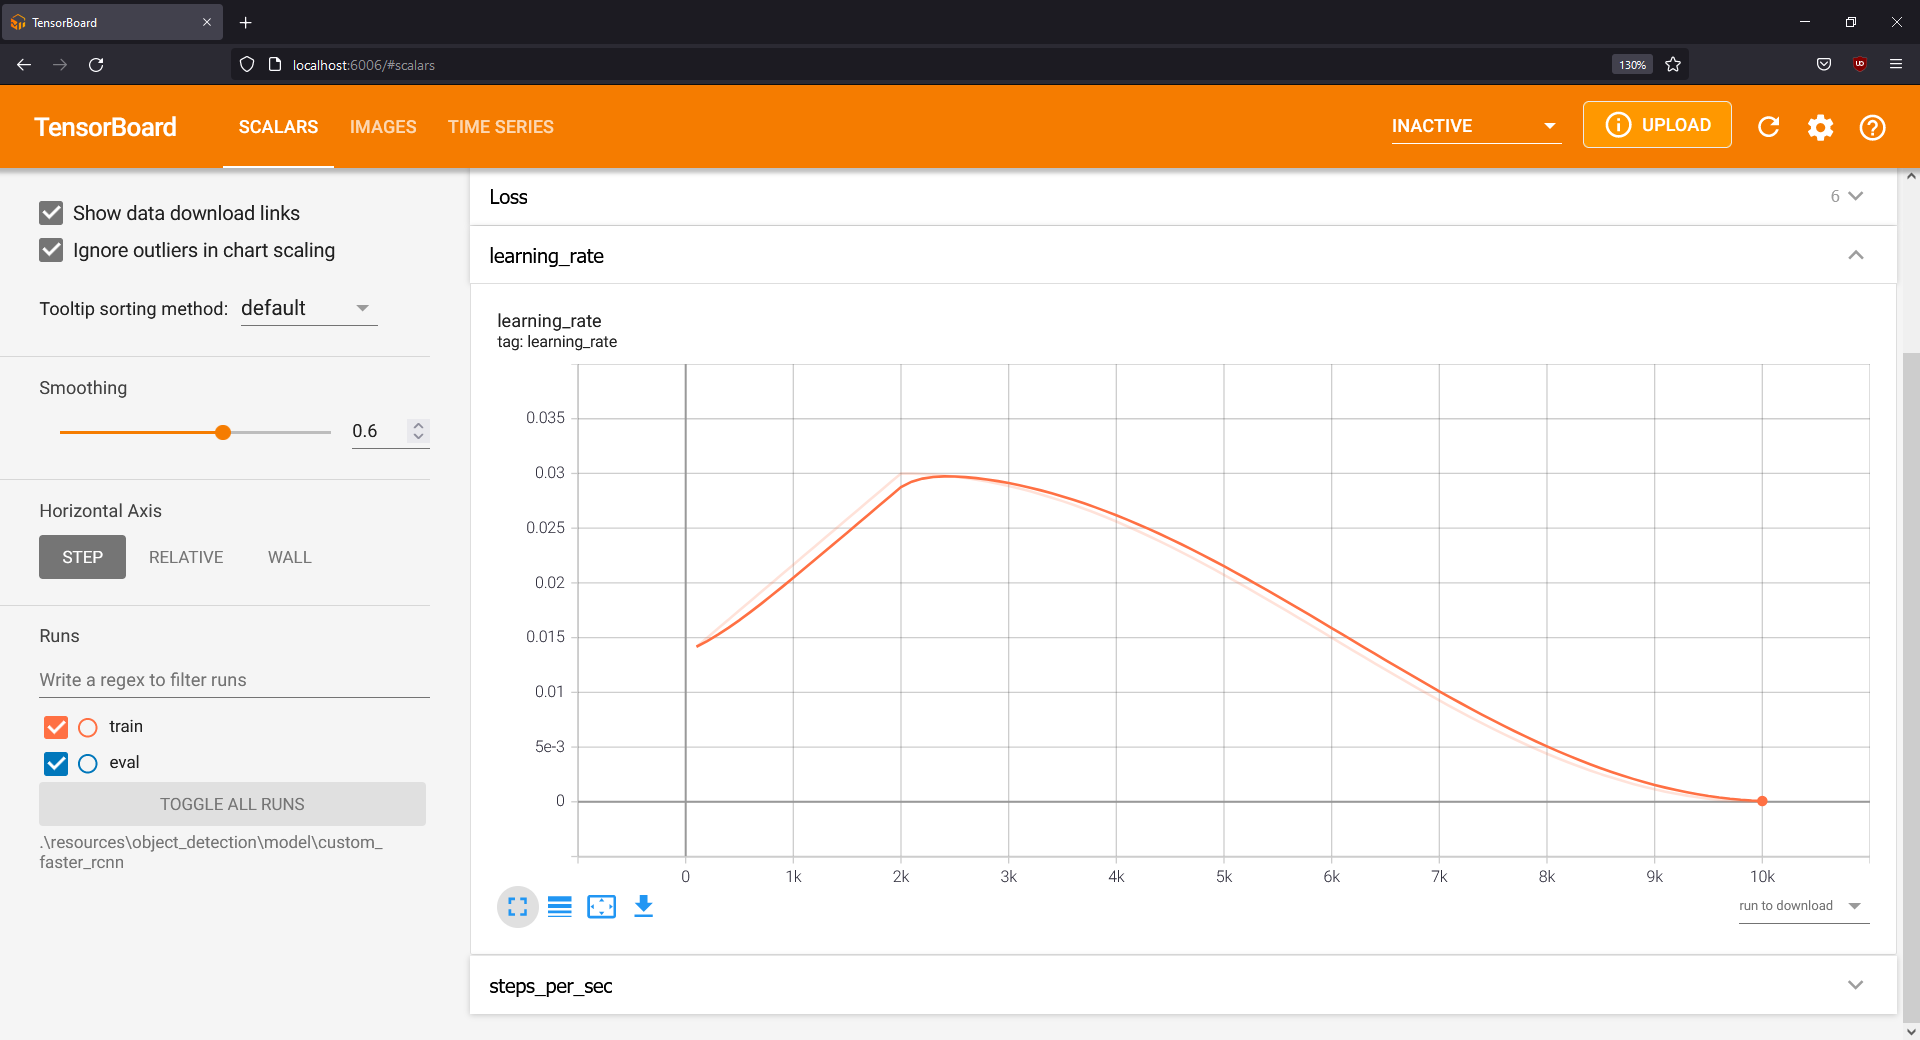 TensorBoard
localhost:6006/#scalars
130%
TensorBoard
SCALARS
IMAGES
TIME SERIES
INACTIVE
UPLOAD
Show data download links
Ignore outliers in chart scaling
Tooltip sorting method: default
Smoothing
0.6
Horizontal Axis
STEP
RELATIVE
WALL
Runs
Write a regex to filter runs
train
eval
TOGGLE ALL RUNS
.\resources\object_detection\model\custom_
faster_rcnn
Loss
6
learning_rate
learning_rate
tag: learning_rate
0.035
0.03
0.025
0.02
0.015
0.01
5e-3
0
0 1k 2k 3k 4k 5k 6k 7k 8k 9k 10k
run to download
steps_per_sec